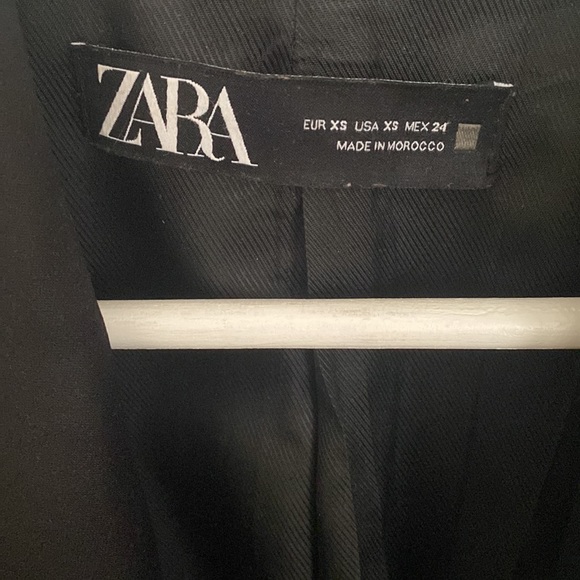 ZARA
EUR XS USA XS MEX 24
MADE IN MOROCCO